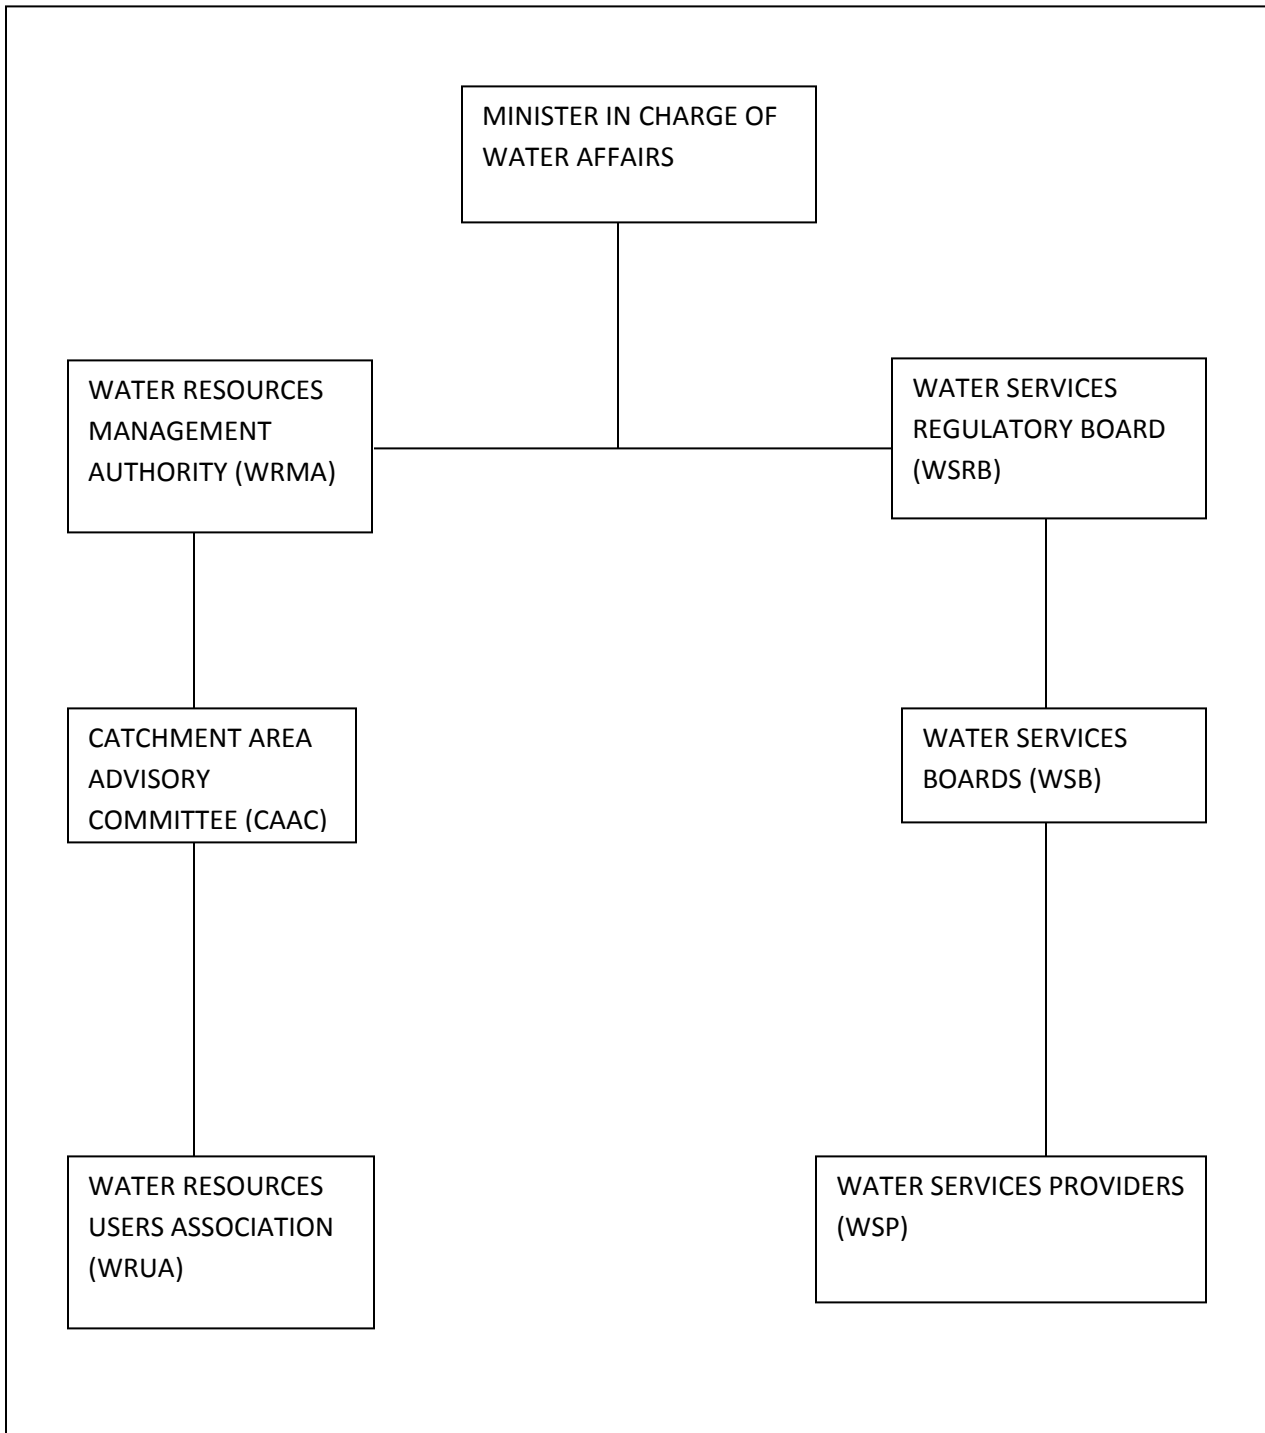 MINISTER IN CHARGE OF
WATER AFFAIRS
WATER RESOURCES
MANAGEMENT
AUTHORITY (WRMA)
WATER SERVICES
REGULATORY BOARD
(WSRB)
CATCHMENT AREA
ADVISORY
COMMITTEE (CAAC)
WATER SERVICES
BOARDS (WSB)
WATER RESOURCES
USERS ASSOCIATION
(WRUA)
WATER SERVICES PROVIDERS
(WSP)